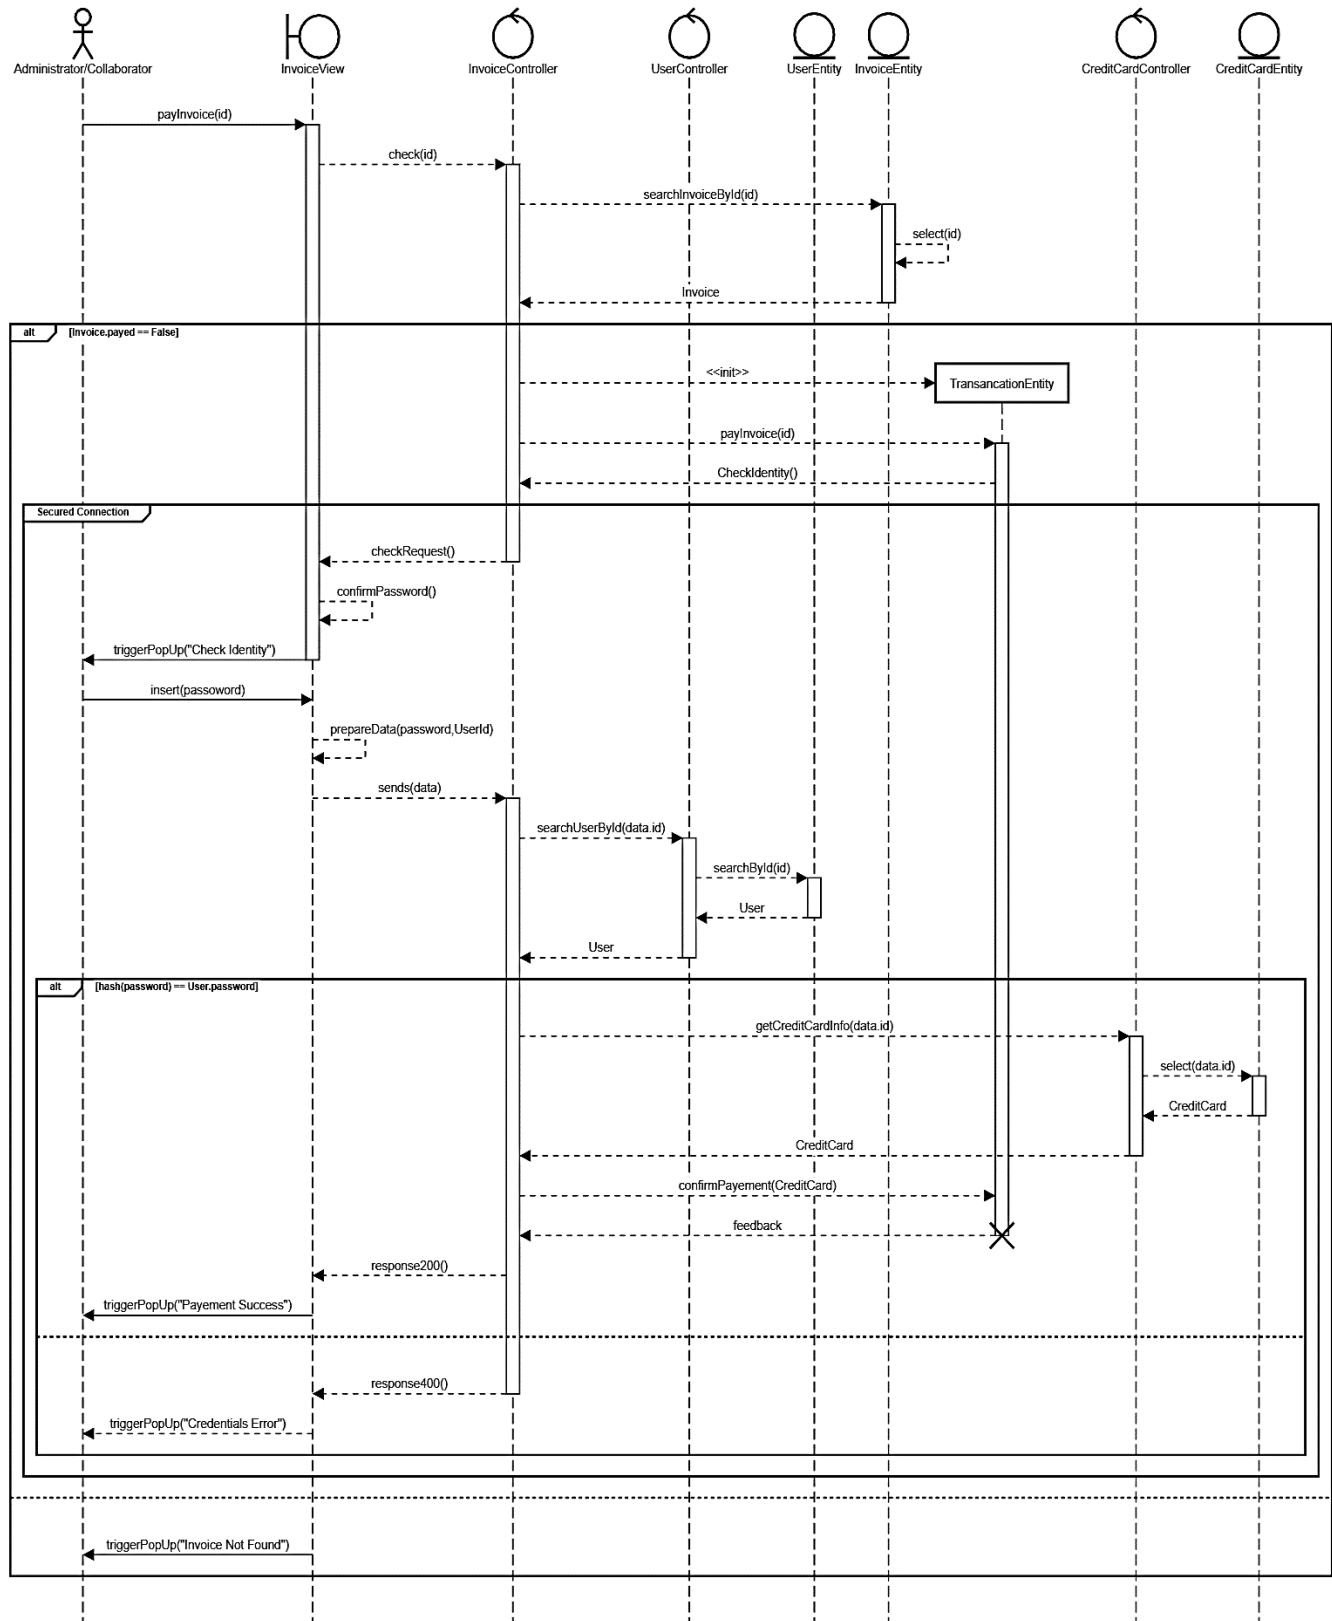 Administrator/Collaborator
InvoiceView
InvoiceController
UserController
UserEntity
InvoiceEntity
CreditCardController
CreditCardEntity
payInvoice(id)
check(id)
searchInvoiceById(id)
select(id)
Invoice
alt
[Invoice.payed == False]
<<init>>
TransancationEntity
payInvoice(id)
CheckIdentity()
Secured Connection
checkRequest()
confirmPassword()
triggerPopUp("Check Identity")
insert(passoword)
prepareData(password,UserId)
sends(data)
searchUserById(data.id)
searchById(id)
User
User
alt
[hash(password) == User.password]
getCreditCardInfo(data.id)
select(data.id)
CreditCard
CreditCard
confirmPayement(CreditCard)
feedback
response200()
triggerPopUp("Payement Success")
response400()
triggerPopUp("Credentials Error")
triggerPopUp("Invoice Not Found")